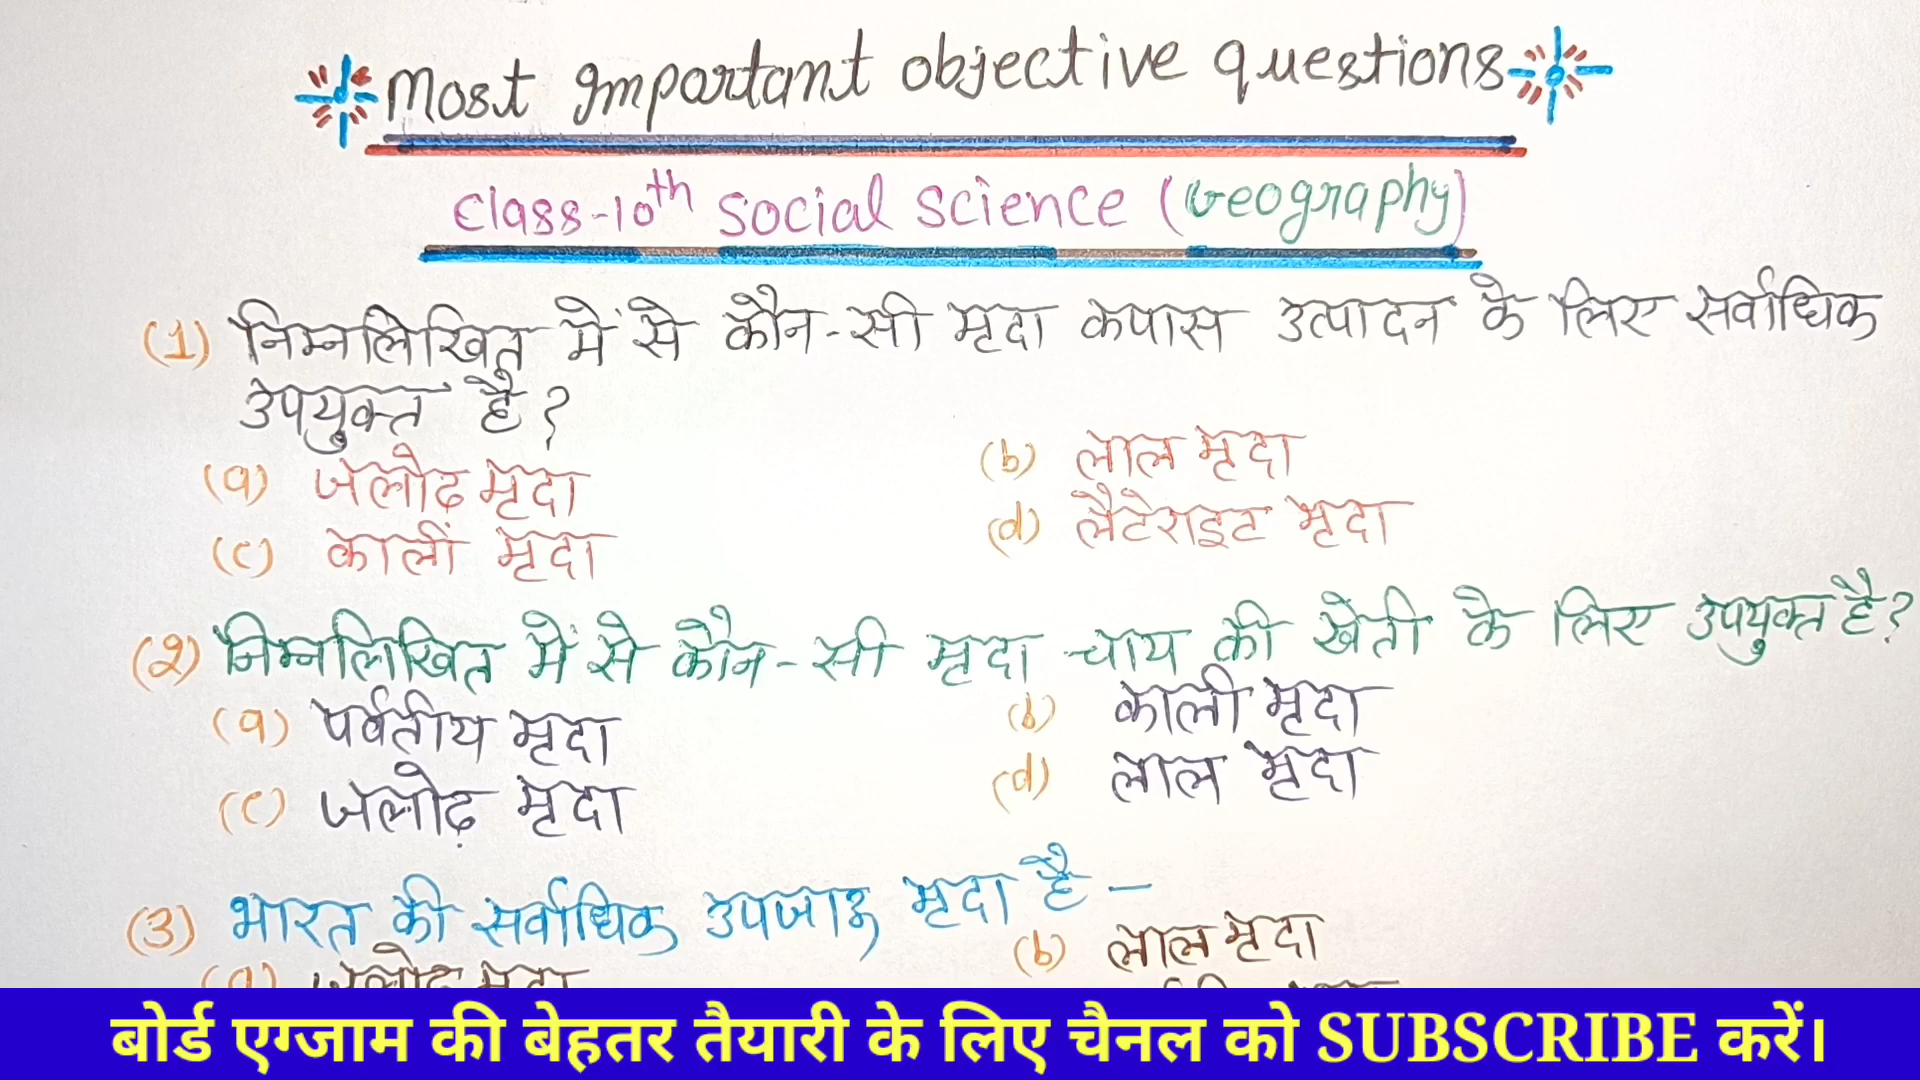 Most Important objective questions
Class-10th Social Science (Geography)
(1) निम्नलिखित में से कौन-सी मृदा कपास उत्पादन के लिए सर्वाधिक
उपयुक्त है?
(a) जलोढ़ मृदा (b) लाल मृदा
(c) काली मृदा (d) लैटेराइट मृदा
(2) निम्नलिखित में से कौन-सी मृदा चाय की खेती के लिए उपयुक्त है?
(a) पर्वतीय मृदा (b) काली मृदा
(c) जलोढ़ मृदा (d) लाल मृदा
(3) भारत की सर्वाधिक उपजाऊ मृदा है -
(a) जलोढ़ मृदा (b) लाल मृदा
बोर्ड एग्जाम की बेहतर तैयारी के लिए चैनल को SUBSCRIBE करें।